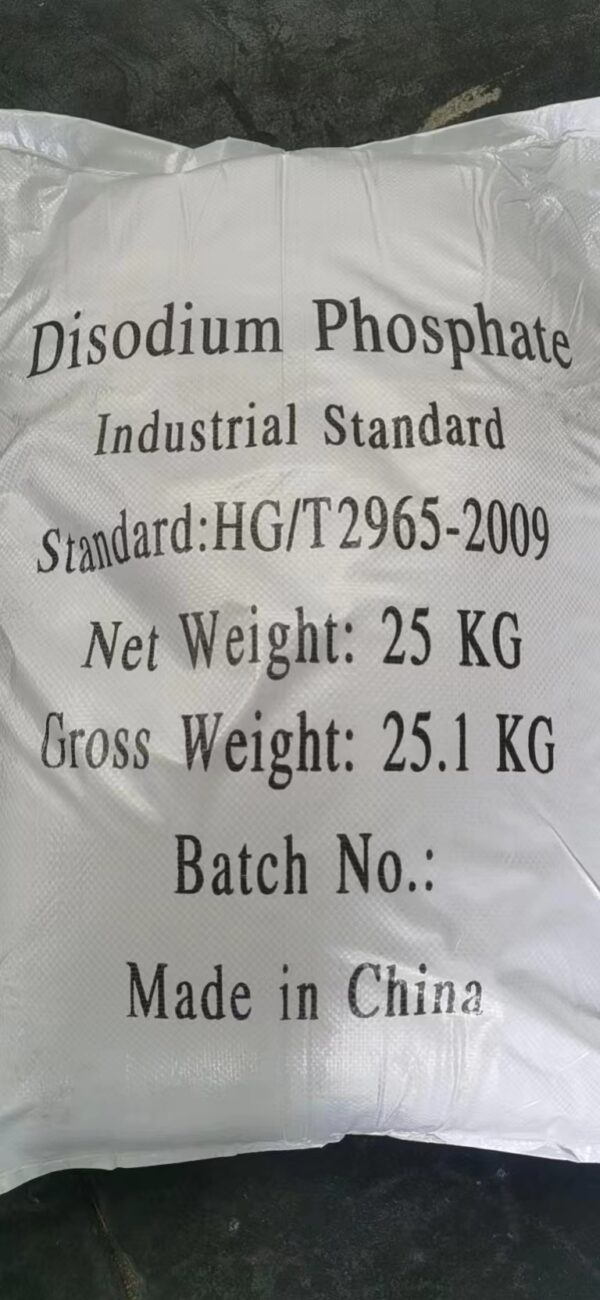 Disodium Phosphate
Industrial Standard
Standard:HG/T2965-2009
Net Weight: 25 KG
Gross Weight: 25.1 KG
Batch No.:
Made in China